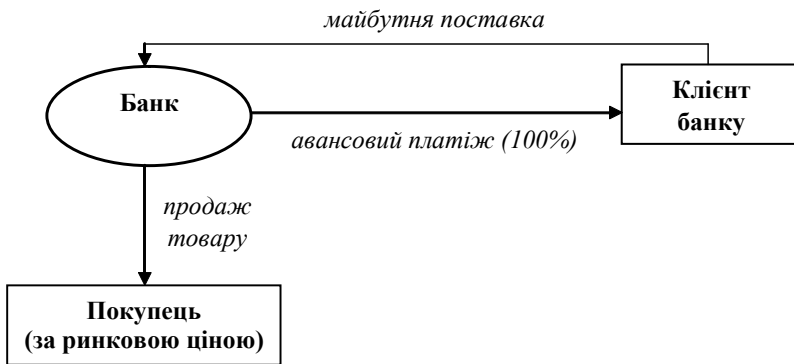 майбутня поставка
Банк
Клієнт
банку
авансовий платіж (100%)
продаж
товару
Покупець
(за ринковою ціною)